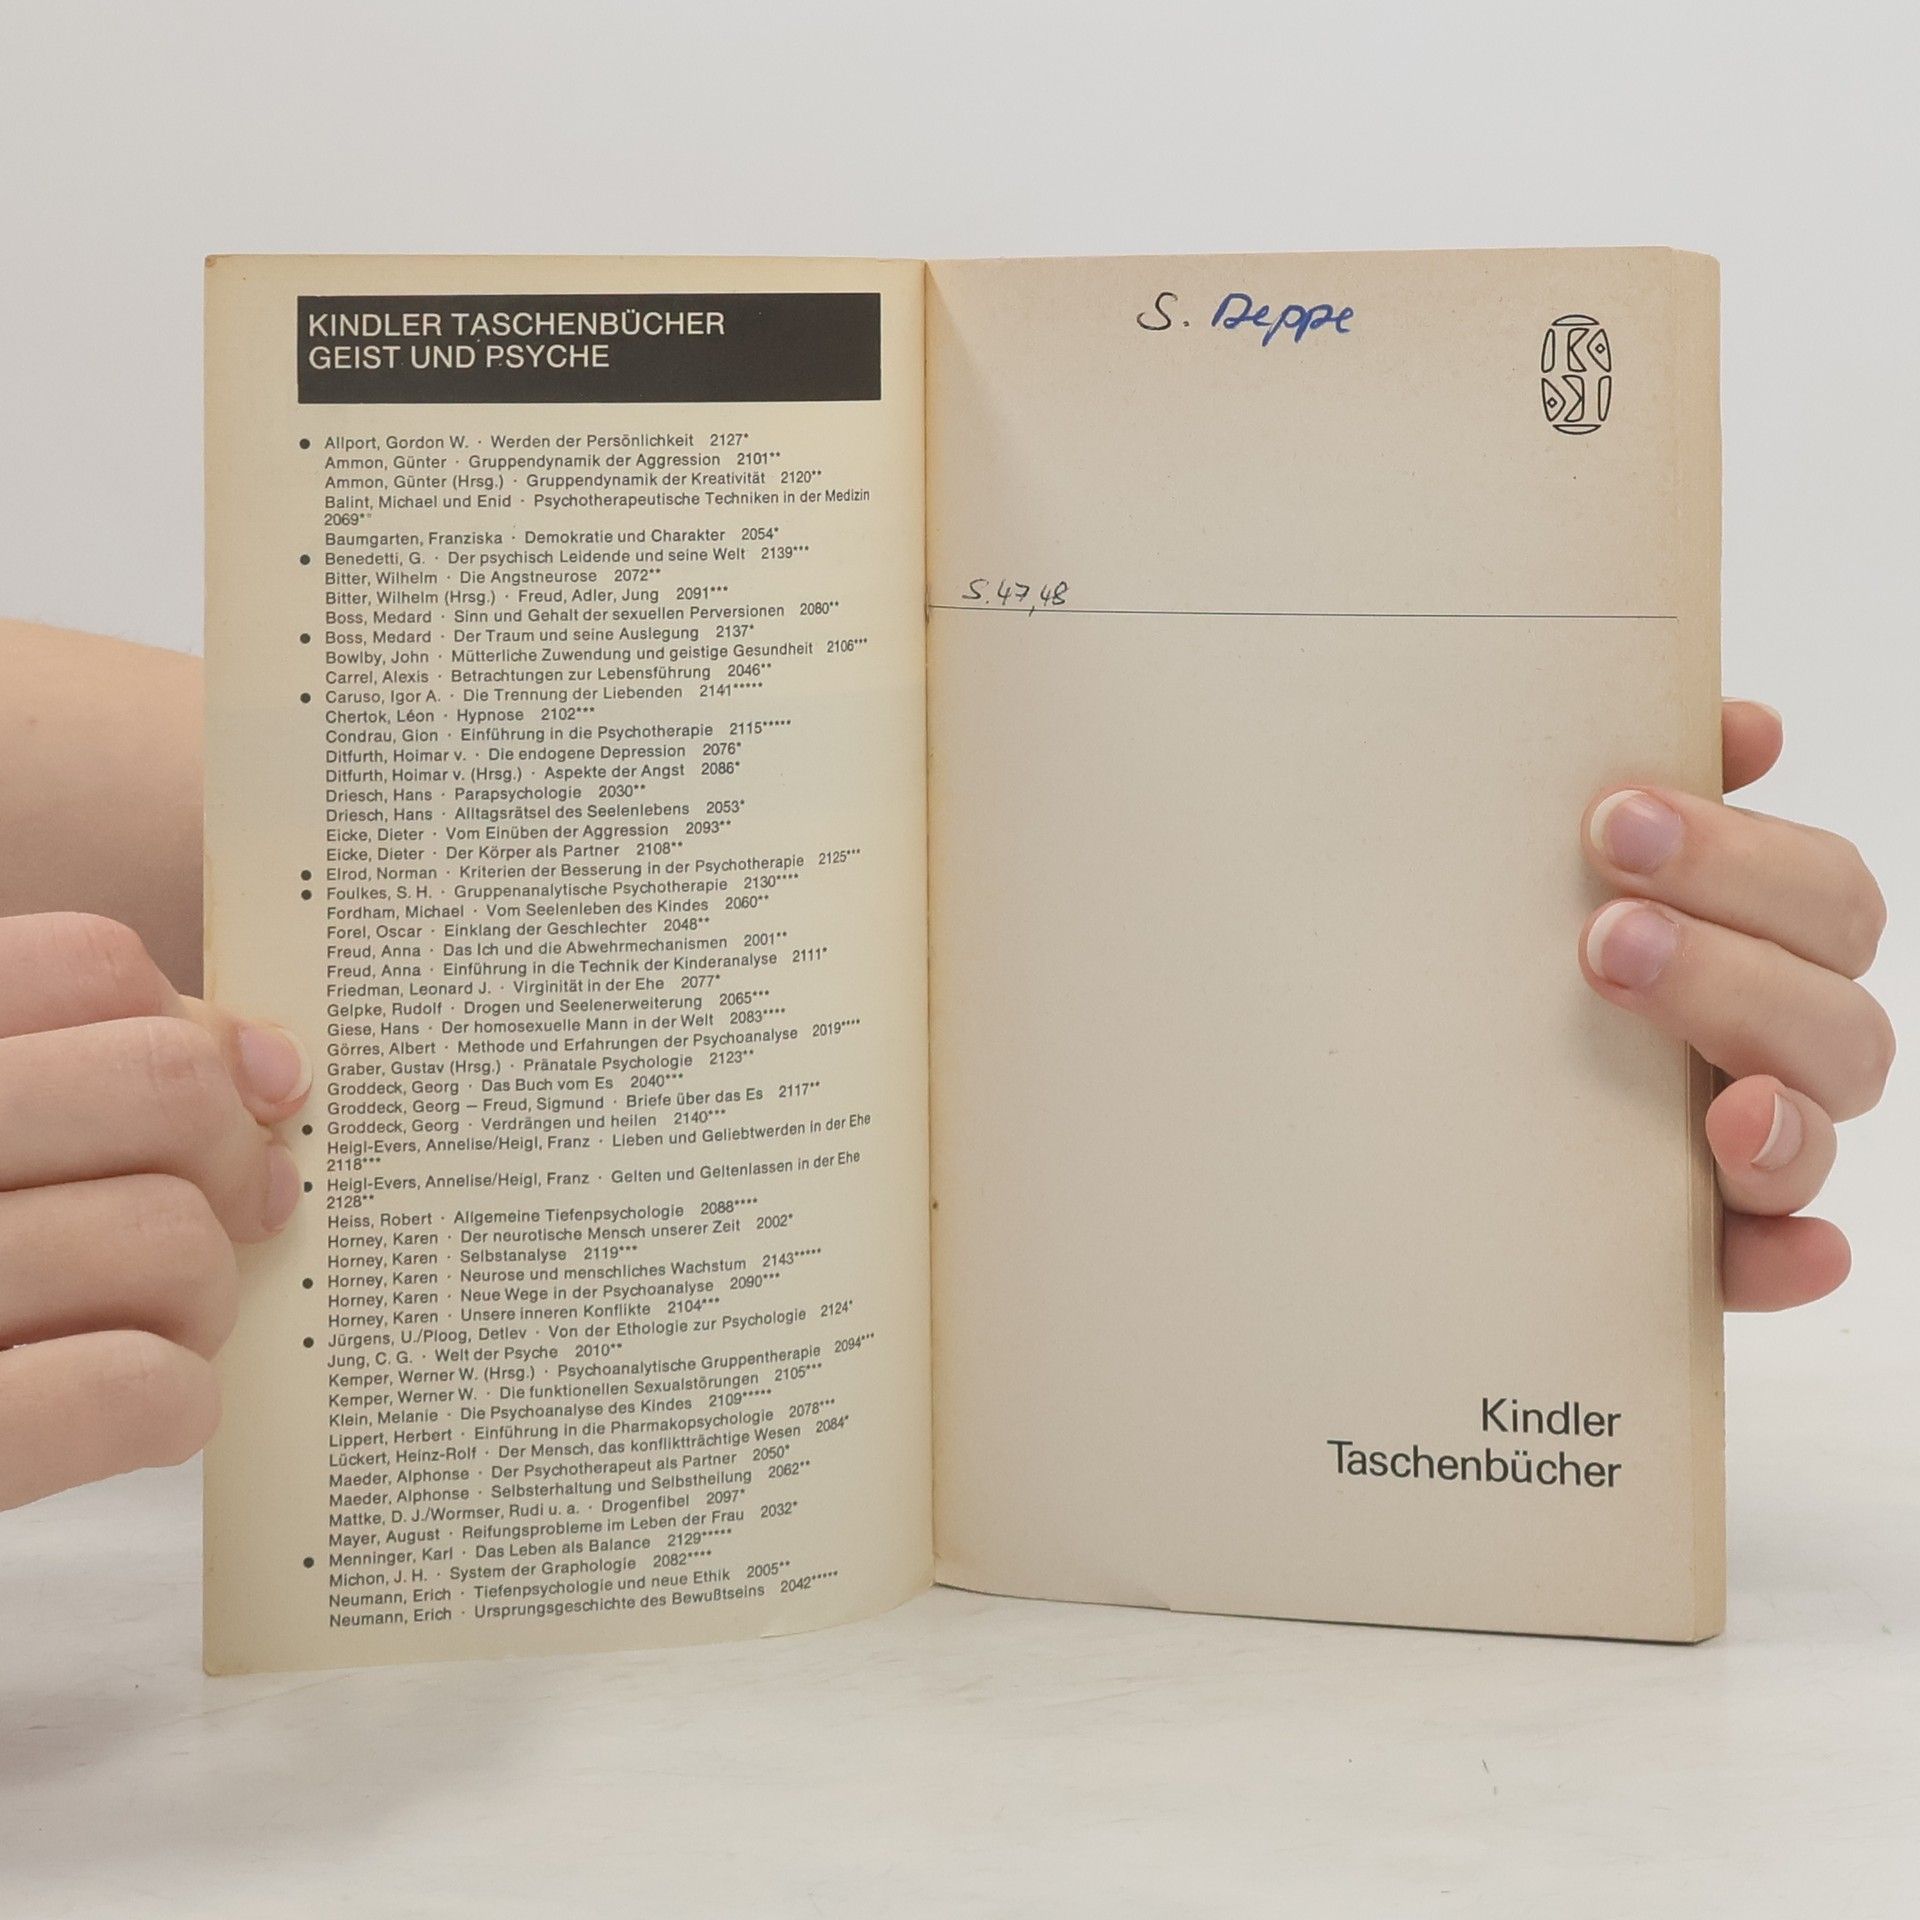 KINDLER TASCHENBÜCHER
GEIST UND PSYCHE
● Allport, Gordon W. · Werden der Persönlichkeit 2127*
Ammon, Günter · Gruppendynamik der Aggression 2101**
Ammon, Günter (Hrsg.) · Gruppendynamik der Kreativität 2120**
Balint, Michael und Enid · Psychotherapeutische Techniken in der Medizin
2069**
Baumgarten, Franziska · Demokratie und Charakter 2054*
● Benedetti, G. · Der psychisch Leidende und seine Welt 2139***
Bitter, Wilhelm · Die Angstneurose 2072**
Bitter, Wilhelm (Hrsg.) · Freud, Adler, Jung 2091***
Boss, Medard · Sinn und Gehalt der sexuellen Perversionen 2080**
● Boss, Medard · Der Traum und seine Auslegung 2137*
Bowlby, John · Mütterliche Zuwendung und geistige Gesundheit 2106***
Carrel, Alexis · Betrachtungen zur Lebensführung 2046**
● Caruso, Igor A. · Die Trennung der Liebenden 2141*****
Chertok, Léon · Hypnose 2102***
Condrau, Gion · Einführung in die Psychotherapie 2115*****
Ditfurth, Hoimar v. · Die endogene Depression 2076*
Ditfurth, Hoimar v. (Hrsg.) · Aspekte der Angst 2086*
Driesch, Hans · Parapsychologie 2030**
Driesch, Hans · Alltagsrätsel des Seelenlebens 2053*
Eicke, Dieter · Vom Einüben der Aggression 2093**
Eicke, Dieter · Der Körper als Partner 2108**
● Elrod, Norman · Kriterien der Besserung in der Psychotherapie 2125***
● Foulkes, S. H. · Gruppenanalytische Psychotherapie 2130****
Fordham, Michael · Vom Seelenleben des Kindes 2060**
Forel, Oscar · Einklang der Geschlechter 2048**
Freud, Anna · Das Ich und die Abwehrmechanismen 2001**
Freud, Anna · Einführung in die Technik der Kinderanalyse 2111*
Friedman, Leonard J. · Virginität in der Ehe 2077*
Gelpke, Rudolf · Drogen und Seelenerweiterung 2065***
Giese, Hans · Der homosexuelle Mann in der Welt 2083****
Görres, Albert · Methode und Erfahrungen der Psychoanalyse 2019****
Graber, Gustav (Hrsg.) · Pränatale Psychologie 2123**
Groddeck, Georg · Das Buch vom Es 2040***
Groddeck, Georg – Freud, Sigmund · Briefe über das Es 2117**
● Groddeck, Georg · Verdrängen und heilen 2140***
Heigl-Evers, Annelise/Heigl, Franz · Lieben und Geliebtwerden in der Ehe
2118***
● Heigl-Evers, Annelise/Heigl, Franz · Gelten und Geltenlassen in der Ehe
2128**
Heiss, Robert · Allgemeine Tiefenpsychologie 2088****
Horney, Karen · Der neurotische Mensch unserer Zeit 2002*
Horney, Karen · Selbstanalyse 2119***
● Horney, Karen · Neurose und menschliches Wachstum 2143*****
Horney, Karen · Neue Wege in der Psychoanalyse 2090***
Horney, Karen · Unsere inneren Konflikte 2104***
● Jürgens, U./Ploog, Detlev · Von der Ethologie zur Psychologie 2124*
Jung, C. G. · Welt der Psyche 2010**
Kemper, Werner W. (Hrsg.) · Psychoanalytische Gruppentherapie 2094***
Kemper, Werner W. · Die funktionellen Sexualstörungen 2105***
Klein, Melanie · Die Psychoanalyse des Kindes 2109*****
Lippert, Herbert · Einführung in die Pharmakopsychologie 2078***
Lückert, Heinz-Rolf · Der Mensch, das konfliktträchtige Wesen 2084*
Maeder, Alphonse · Der Psychotherapeut als Partner 2050*
Maeder, Alphonse · Selbsterhaltung und Selbstheilung 2062**
Mattke, D. J./Wormser, Rudi u. a. · Drogenfibel 2097*
Mayer, August · Reifungsprobleme im Leben der Frau 2032*
● Menninger, Karl · Das Leben als Balance 2129*****
Michon, J. H. · System der Graphologie 2082****
Neumann, Erich · Tiefenpsychologie und neue Ethik 2005**
Neumann, Erich · Ursprungsgeschichte des Bewußtseins 2042*****
S. Deppe
S. 47, 48
Kindler
Taschenbücher